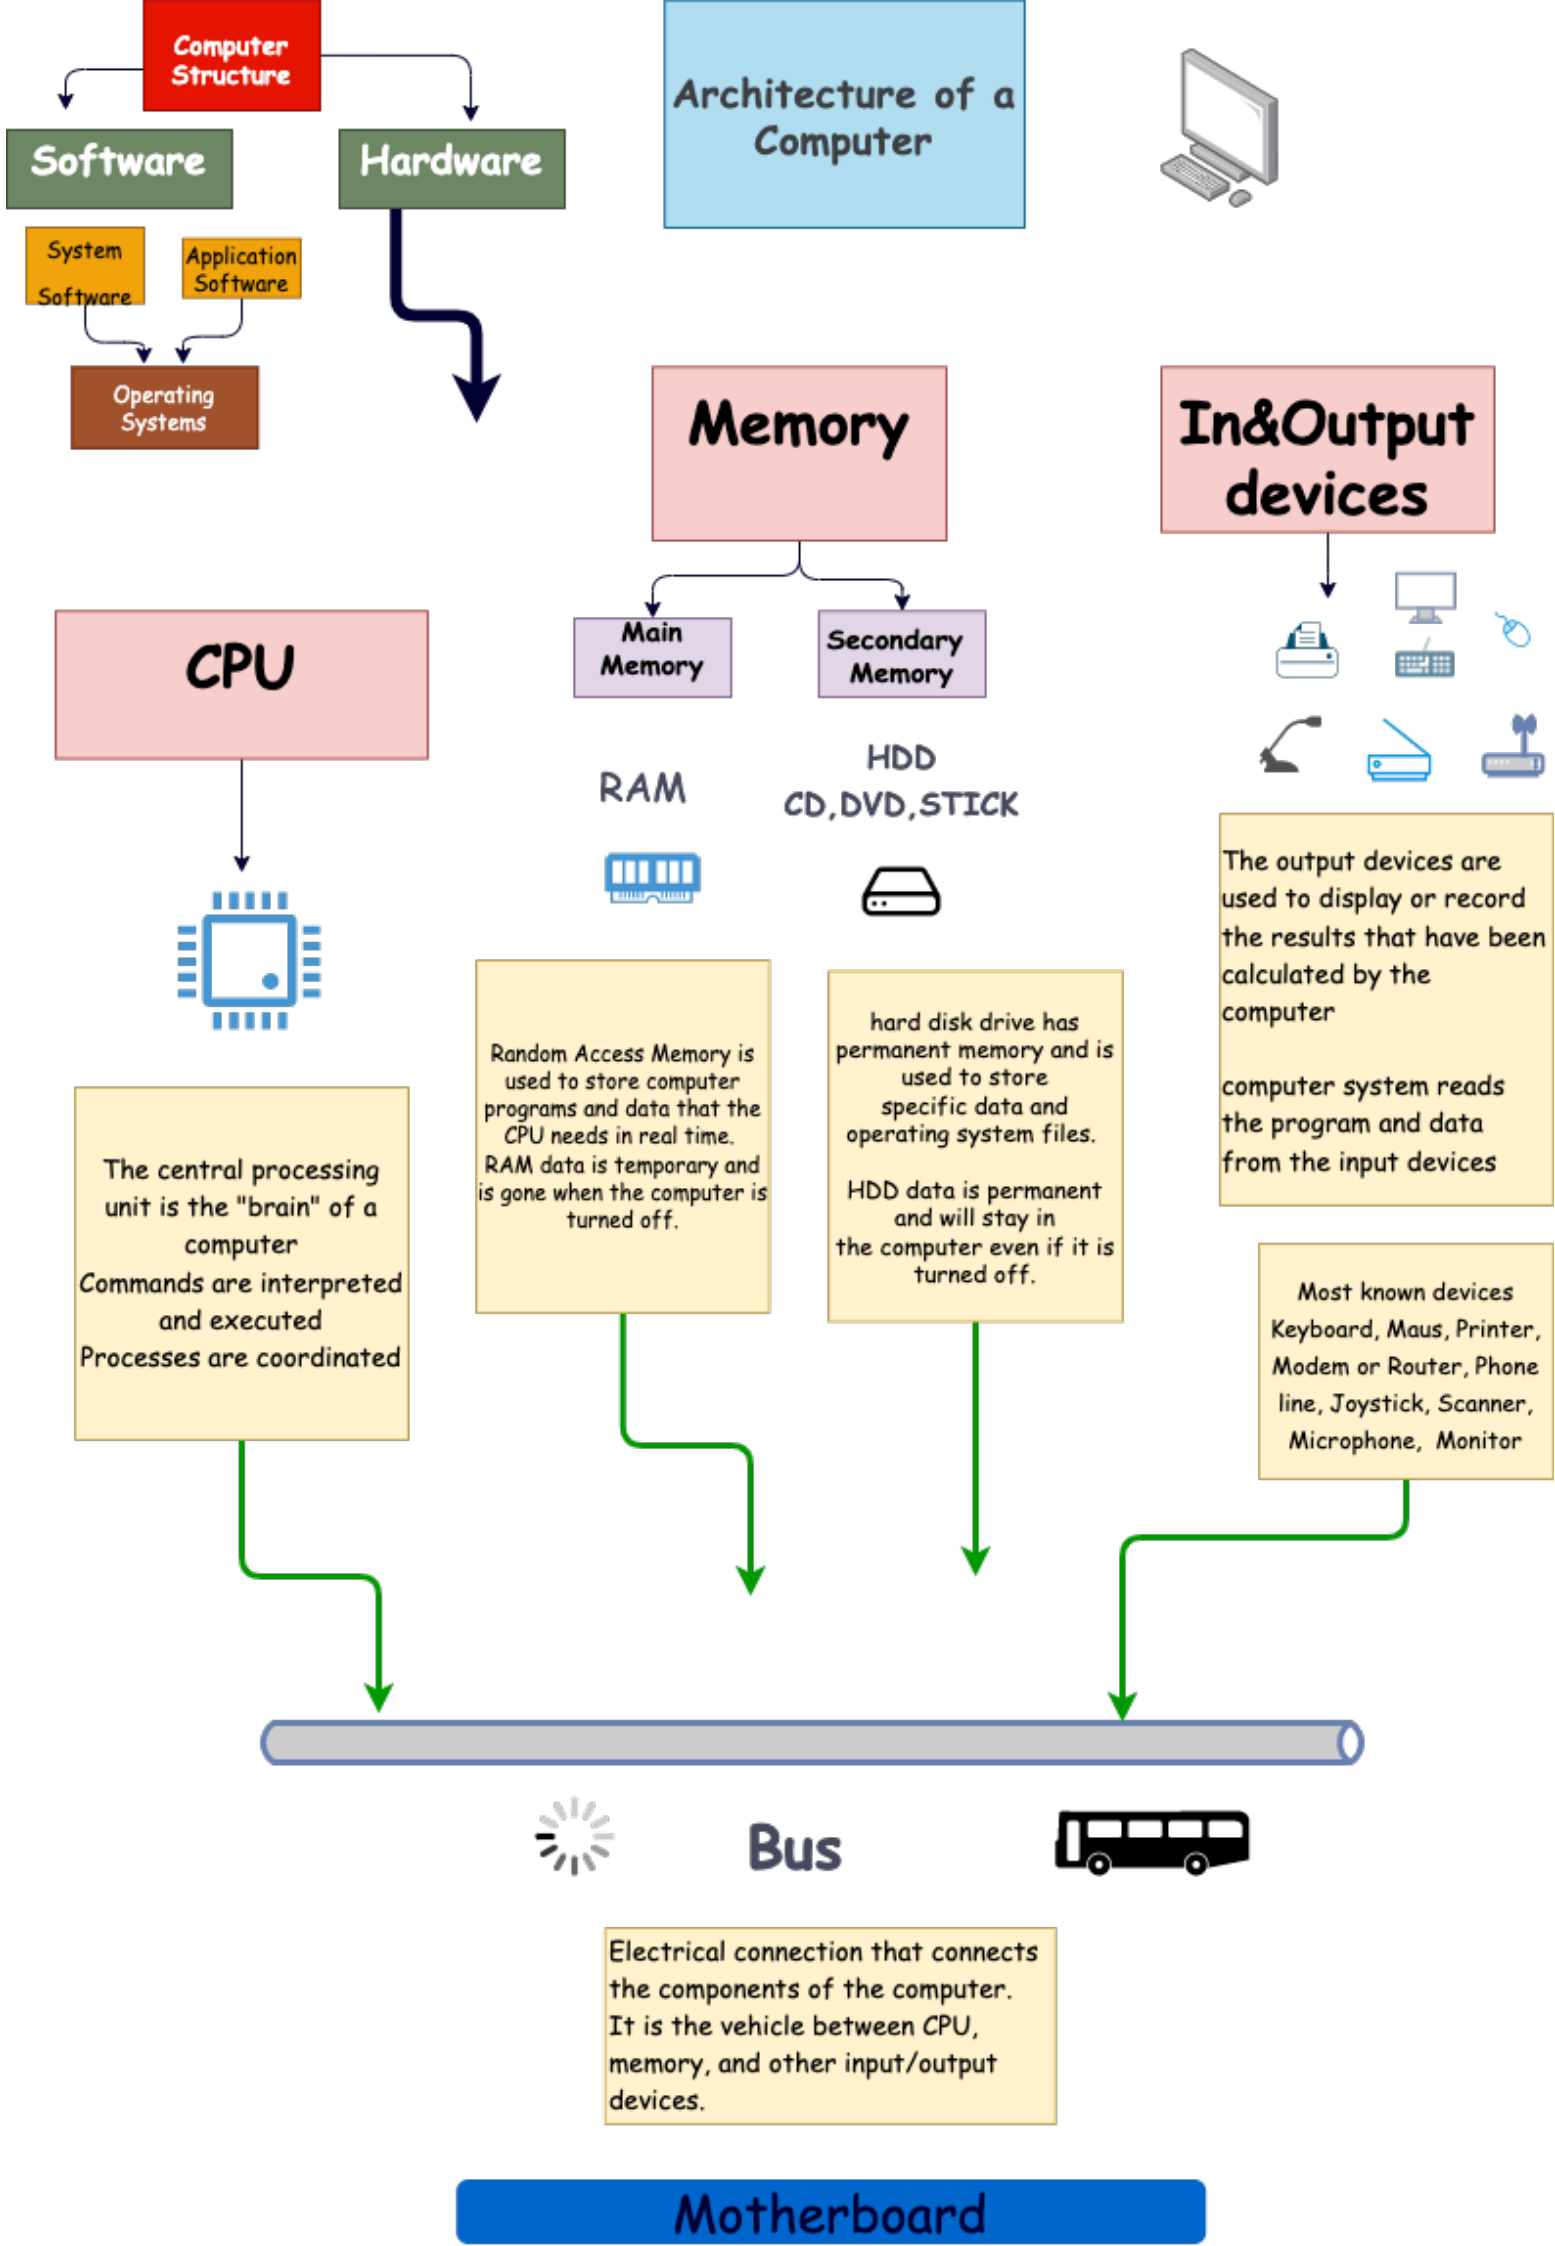 Computer
Structure
Architecture of a
Computer
Software
Hardware
System
Software
Application
Software
Operating
Systems
Memory
In&Output
devices
CPU
Main
Memory
Secondary
Memory
RAM
HDD
CD,DVD,STICK
The output devices are
used to display or record
the results that have been
calculated by the
computer
computer system reads
the program and data
from the input devices
Random Access Memory is
used to store computer
programs and data that the
CPU needs in real time.
RAM data is temporary and
is gone when the computer is
turned off.
hard disk drive has
permanent memory and is
used to store
specific data and
operating system files.
HDD data is permanent
and will stay in
the computer even if it is
turned off.
The central processing
unit is the "brain" of a
computer
Commands are interpreted
and executed
Processes are coordinated
Most known devices
Keyboard, Maus, Printer,
Modem or Router, Phone
line, Joystick, Scanner,
Microphone, Monitor
Bus
Electrical connection that connects
the components of the computer.
It is the vehicle between CPU,
memory, and other input/output
devices.
Motherboard